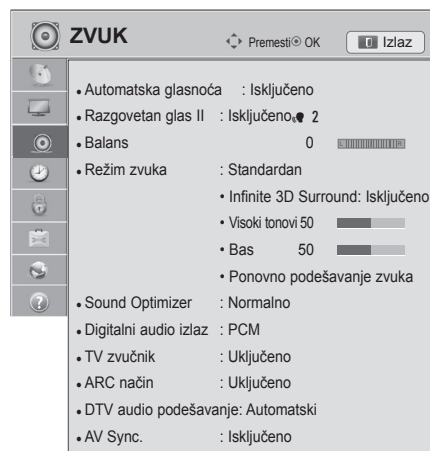 ZVUK Premesti OK Izlaz
• Automatska glasnoća : Isključeno
• Razgovetan glas II : Isključeno 2
• Balans 0 L R
• Režim zvuka : Standardan
• Infinite 3D Surround: Isključeno
• Visoki tonovi 50
• Bas 50
• Ponovno podešavanje zvuka
• Sound Optimizer : Normalno
• Digitalni audio izlaz : PCM
• TV zvučnik : Uključeno
• ARC način : Uključeno
• DTV audio podešavanje: Automatski
• AV Sync. : Isključeno